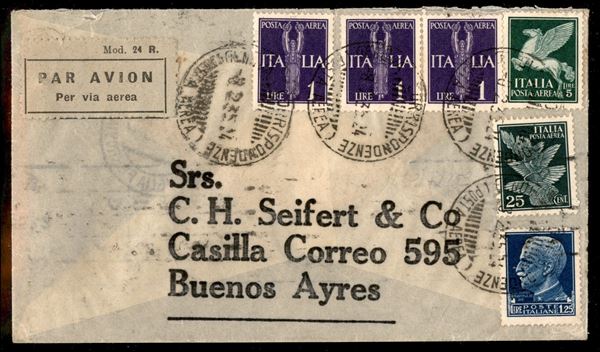 Mod. 24 R.
PAR AVION
Per via aerea
POSTA AEREA
ITALIA
LIRE 1
POSTA AEREA
ITALIA
LIRE 1
POSTA AEREA
ITALIA
LIRE 1
ITALIA LIRE
POSTA AEREA 5
ITALIA
POSTA AEREA
25 CENT.
POSTE
LIRE ITALIANE 1.25
CORRISPONDENZE
Srs.
C. H. Seifert & Co
Casilla Correo 595
Buenos Ayres